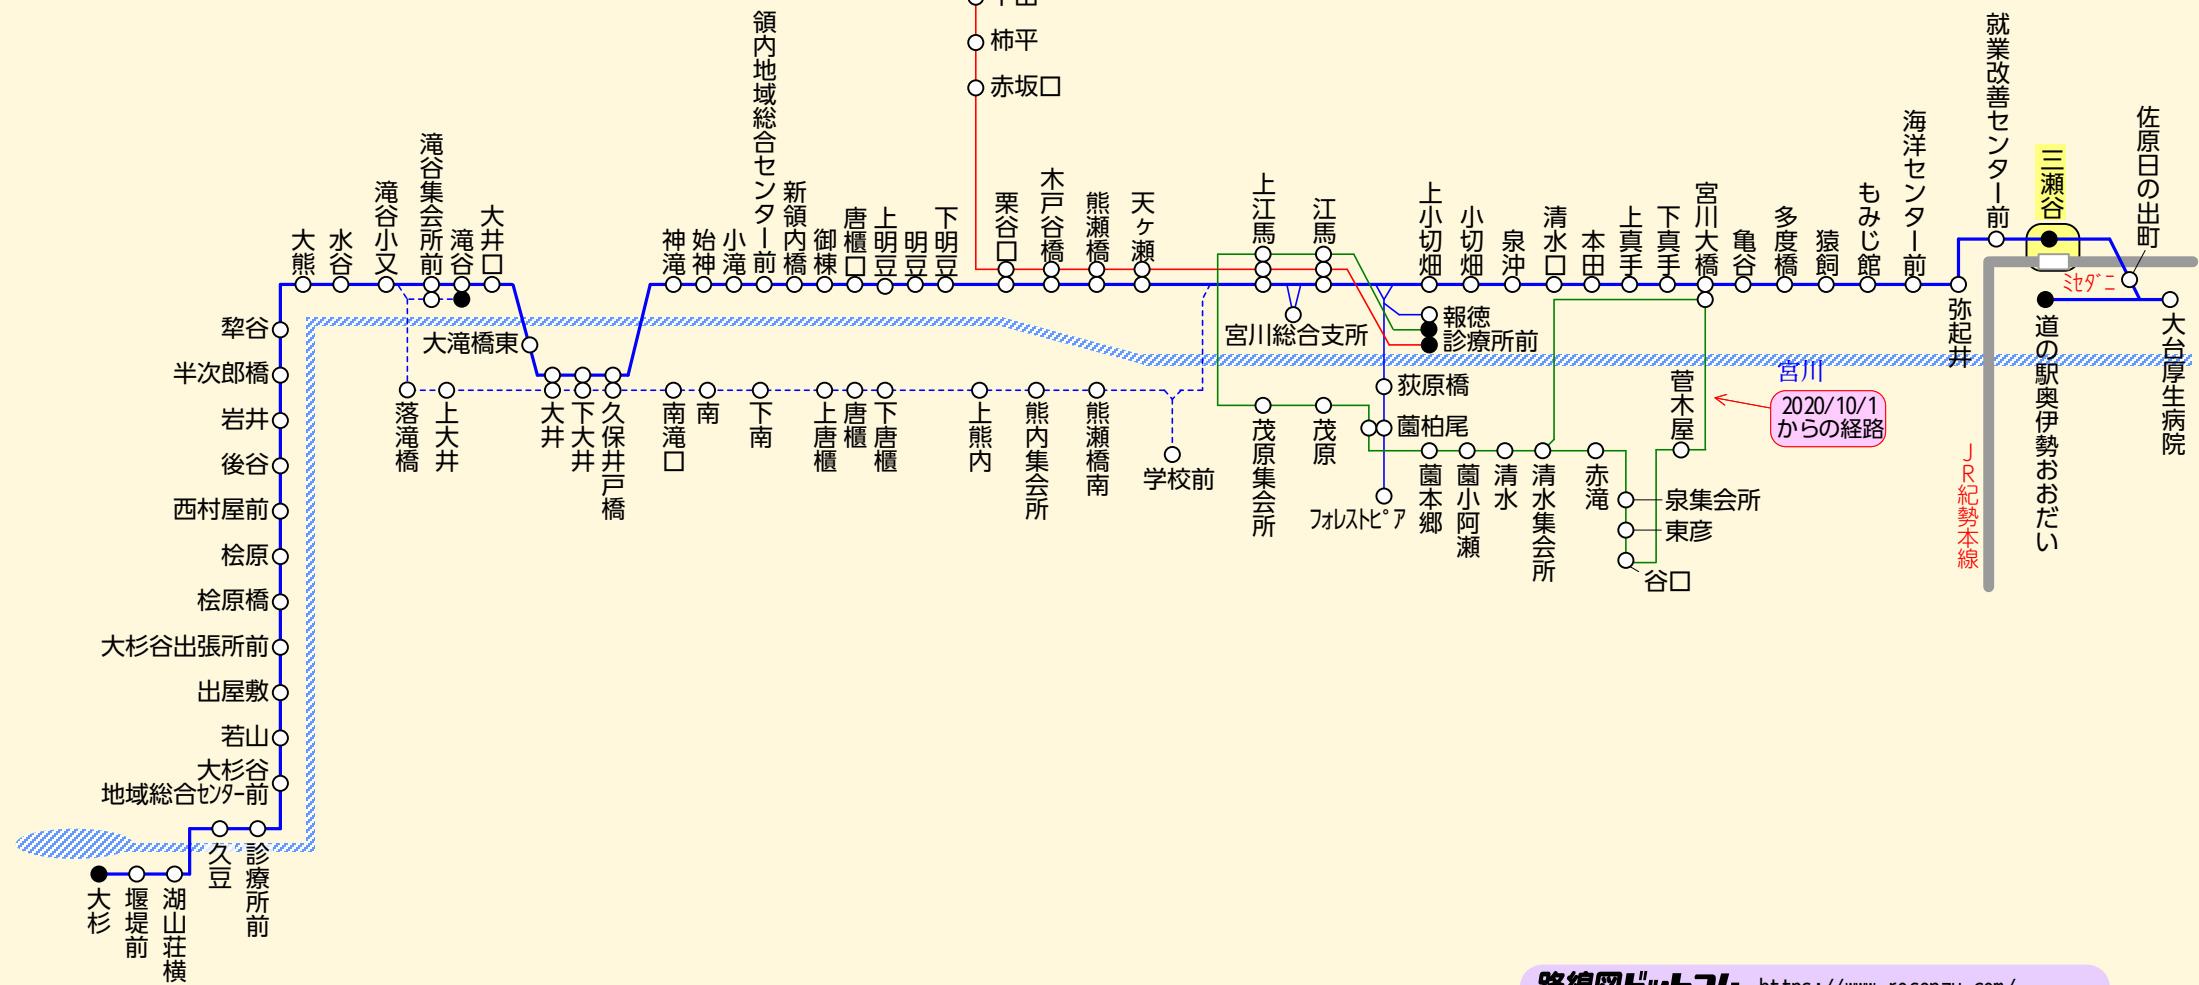 柿平
赤坂口
領内地域総合センター前
就業改善センター前
佐原日の出町
海洋センター前
三瀬谷
滝谷集会所前
滝谷小又
滝谷
大井口
大熊
水谷
神滝
始神
小滝
新領内橋
御棟
唐櫃口
上明豆
明豆
下明豆
栗谷口
木戸谷橋
熊瀬橋
天ヶ瀬
上江馬
江馬
上小切畑
小切畑
泉沖
清水口
本田
上真手
下真手
宮川大橋
亀谷
多度橋
猿飼
もみじ館
ミセダニ
弥起井
道の駅奥伊勢おおだい
大台厚生病院
犂谷
大滝橋東
宮川総合支所
報徳
診療所前
半次郎橋
宮川
荻原橋
菅木屋
2020/10/1
からの経路
岩井
落滝橋
上大井
大井
下大井
久保井戸橋
南滝口
南
下南
上唐櫃
唐櫃
下唐櫃
上熊内
熊内集会所
熊瀬橋南
学校前
茂原集会所
茂原
薗柏尾
JR紀勢本線
後谷
薗本郷
薗小阿瀬
清水
清水集会所
赤滝
泉集会所
フォレストピア
東彦
谷口
西村屋前
桧原
桧原橋
大杉谷出張所前
出屋敷
若山
大杉谷
地域総合センター前
久豆
診療所前
大杉
堰堤前
湖山荘横
路線図ドットコム https://www.rosenzu.com/